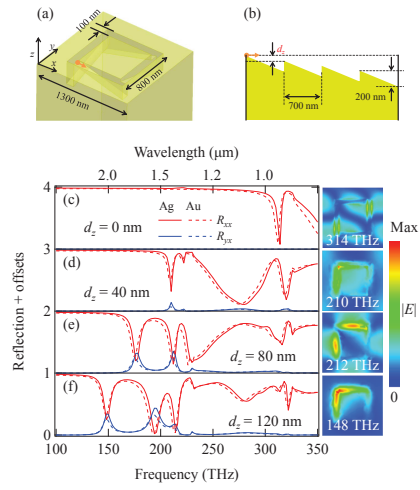 (a)
100 nm
z
y
x
800 nm
1300 nm
(b)
dz
700 nm
200 nm
Wavelength (μm)
2.0 1.4 1.2 1.0
Reflection + offsets
4
3
2
1
0
(c)
Ag Au
Rxx
Ryx
dz = 0 nm
314 THz
(d)
dz = 40 nm
210 THz
(e)
dz = 80 nm
212 THz
(f)
dz = 120 nm
148 THz
100 150 200 250 300 350
Frequency (THz)
Max
|E|
Min